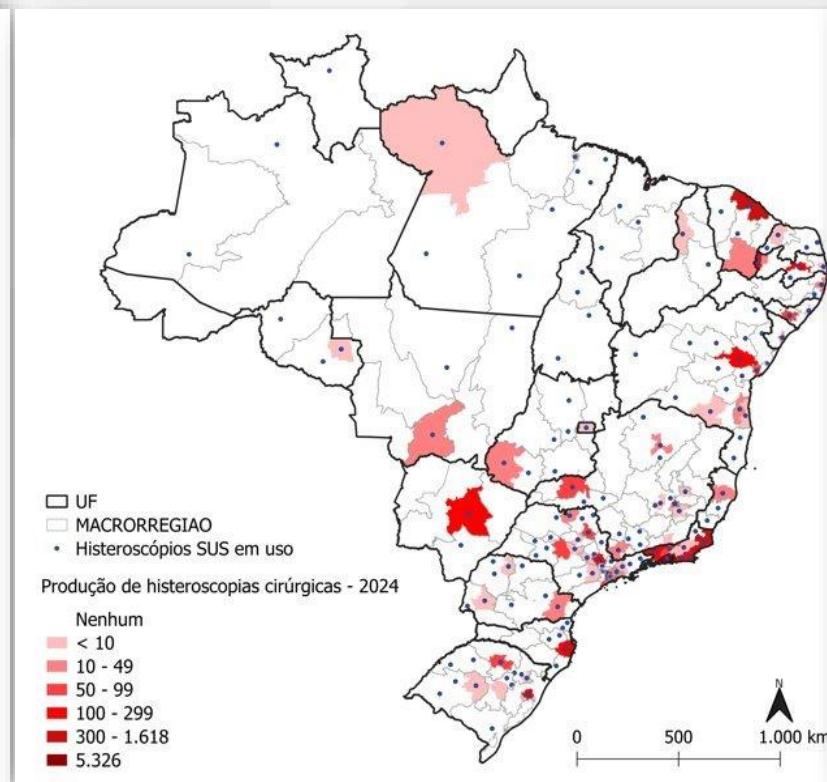 UF
MACRORREGIAO
Histeroscópios SUS em uso
Produção de histeroscopias cirúrgicas - 2024
Nenhum
< 10
10 - 49
50 - 99
100 - 299
300 - 1.618
5.326
N
0 500 1.000 km